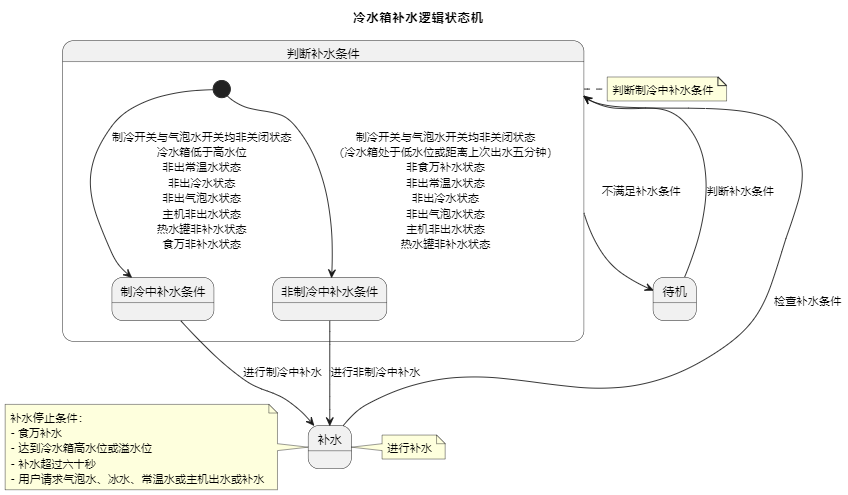 冷水箱补水逻辑状态机
判断补水条件
判断制冷中补水条件
制冷开关与气泡水开关均非关闭状态
冷水箱低于高水位
非出常温水状态
非出冷水状态
非出气泡水状态
主机非出水状态
热水罐非补水状态
食万非补水状态
制冷开关与气泡水开关均非关闭状态
（冷水箱处于低水位或距离上次出水五分钟）
非食万补水状态
非出常温水状态
非出冷水状态
非出气泡水状态
主机非出水状态
热水罐非补水状态
不满足补水条件
判断补水条件
制冷中补水条件
非制冷中补水条件
待机
检查补水条件
进行制冷中补水
进行非制冷中补水
补水停止条件：
- 食万补水
- 达到冷水箱高水位或溢水位
- 补水超过六十秒
- 用户请求气泡水、冰水、常温水或主机出水或补水
补水
进行补水